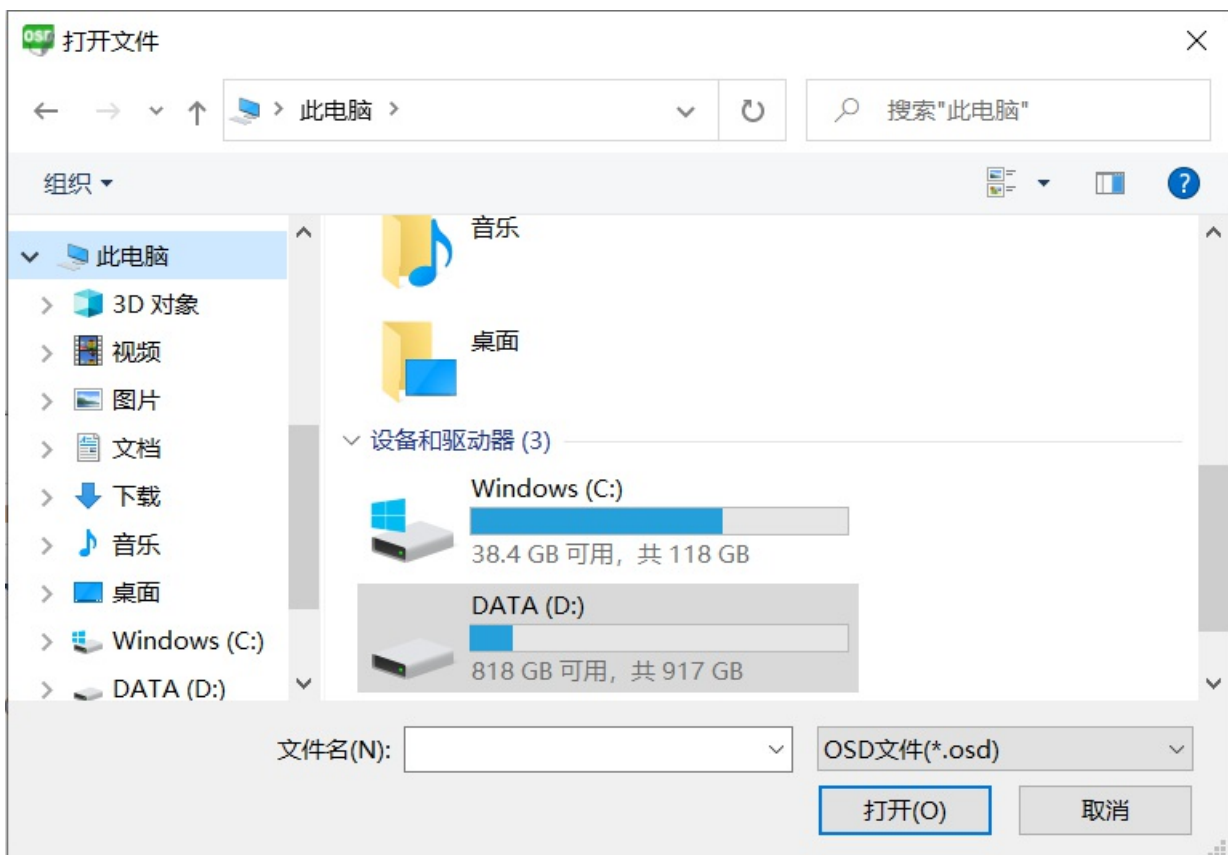 osr 打开文件
此电脑
搜索"此电脑"
组织
此电脑
3D 对象
视频
图片
文档
下载
音乐
桌面
Windows (C:)
DATA (D:)
音乐
桌面
设备和驱动器 (3)
Windows (C:)
38.4 GB 可用，共 118 GB
DATA (D:)
818 GB 可用，共 917 GB
文件名(N):
OSD文件(*.osd)
打开(O)
取消